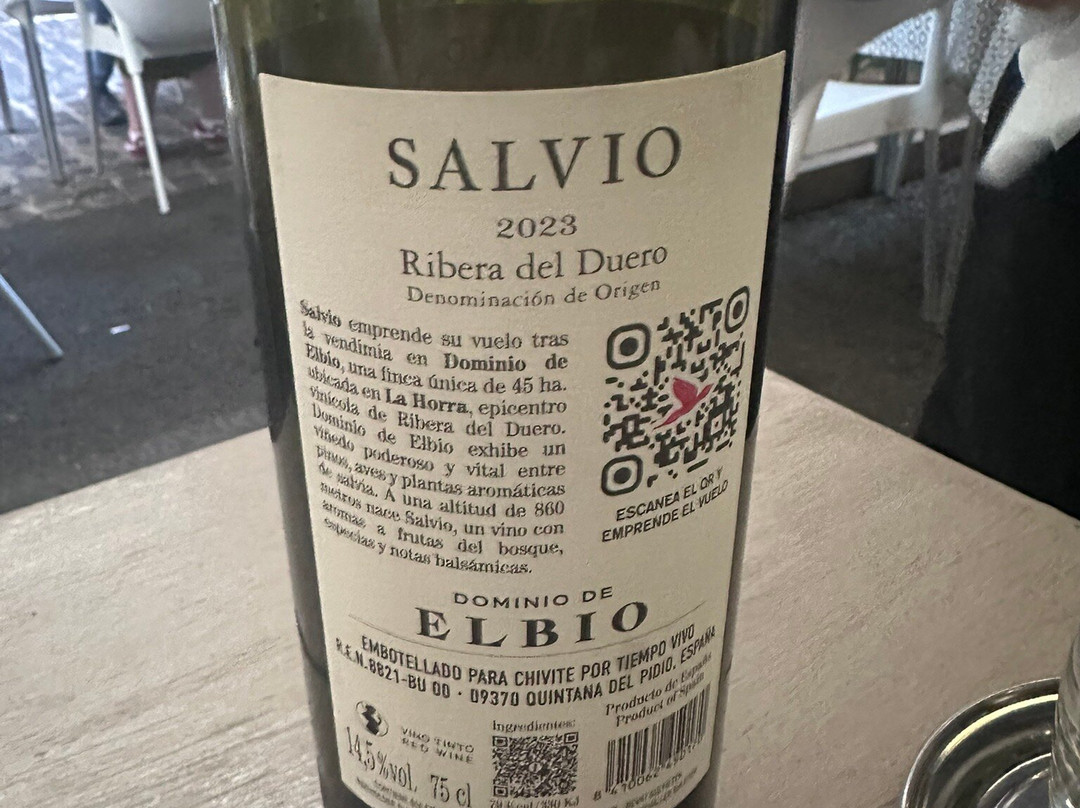 SALVIO
2023
Ribera del Duero
Denominación de Origen
Salvio emprende su vuelo tras
la vendimia en Dominio de
Elbio, una finca única de 45 ha.
ubicada en La Horra, epicentro
vinícola de Ribera del Duero.
Dominio de Elbio exhibe un
viñedo poderoso y vital entre
pinos, aves y plantas aromáticas
de salvia. A una altitud de 860
metros nace Salvio, un vino con
aromas a frutas del bosque,
especias y notas balsámicas.
ESCANEA EL QR Y
EMPRENDE EL VUELO
DOMINIO DE
ELBIO
EMBOTELLADO PARA CHIVITE POR TIEMPO VIVO
R.E.N.8821-BU 00 · 09370 QUINTANA DEL PIDIO, ESPAÑA
Producto de España
Product of Spain
VINO TINTO
RED WINE
14,5%vol. 75 cl
Ingredientes: